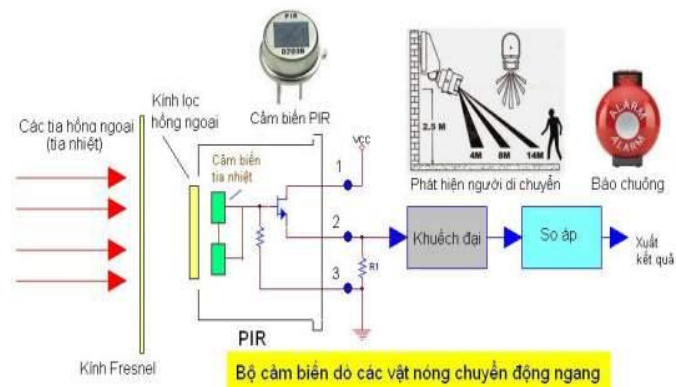 PIR
D203B
Cảm biến PIR
Kính lọc
hồng ngoại
Các tia hồng ngoại
(tia nhiệt)
Cảm biến
tia nhiệt
1
VCC
2
3
R1
PIR
Kính Fresnel
2.5 M
4M 8M 14M
Phát hiện người di chuyển
ALARM
ALARM
Báo chuông
Khuếch đại
So áp
Xuất
kết quả
Bộ cảm biến dò các vật nóng chuyển động ngang